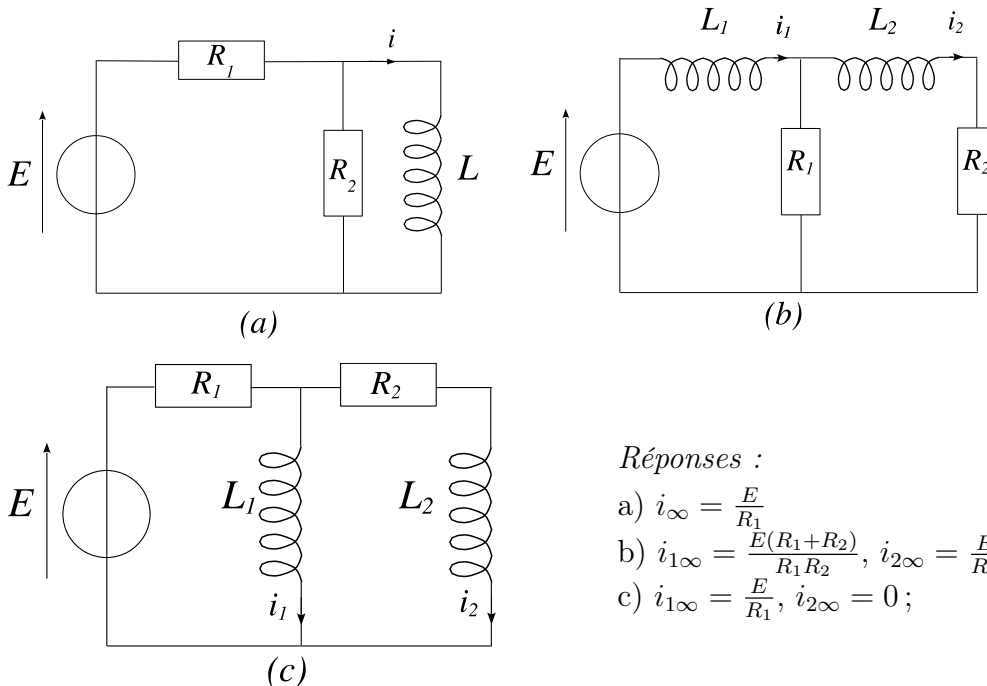 R₁
i
E
R₂
L
(a)
L₁
i₁
L₂
i₂
E
R₁
R₂
(b)
R₁
R₂
E
L₁
L₂
i₁
i₂
(c)
Réponses :
a) i∞ = E/R₁
b) i₁∞ = E(R₁+R₂)/R₁R₂, i₂∞ = E/R
c) i₁∞ = E/R₁, i₂∞ = 0 ;